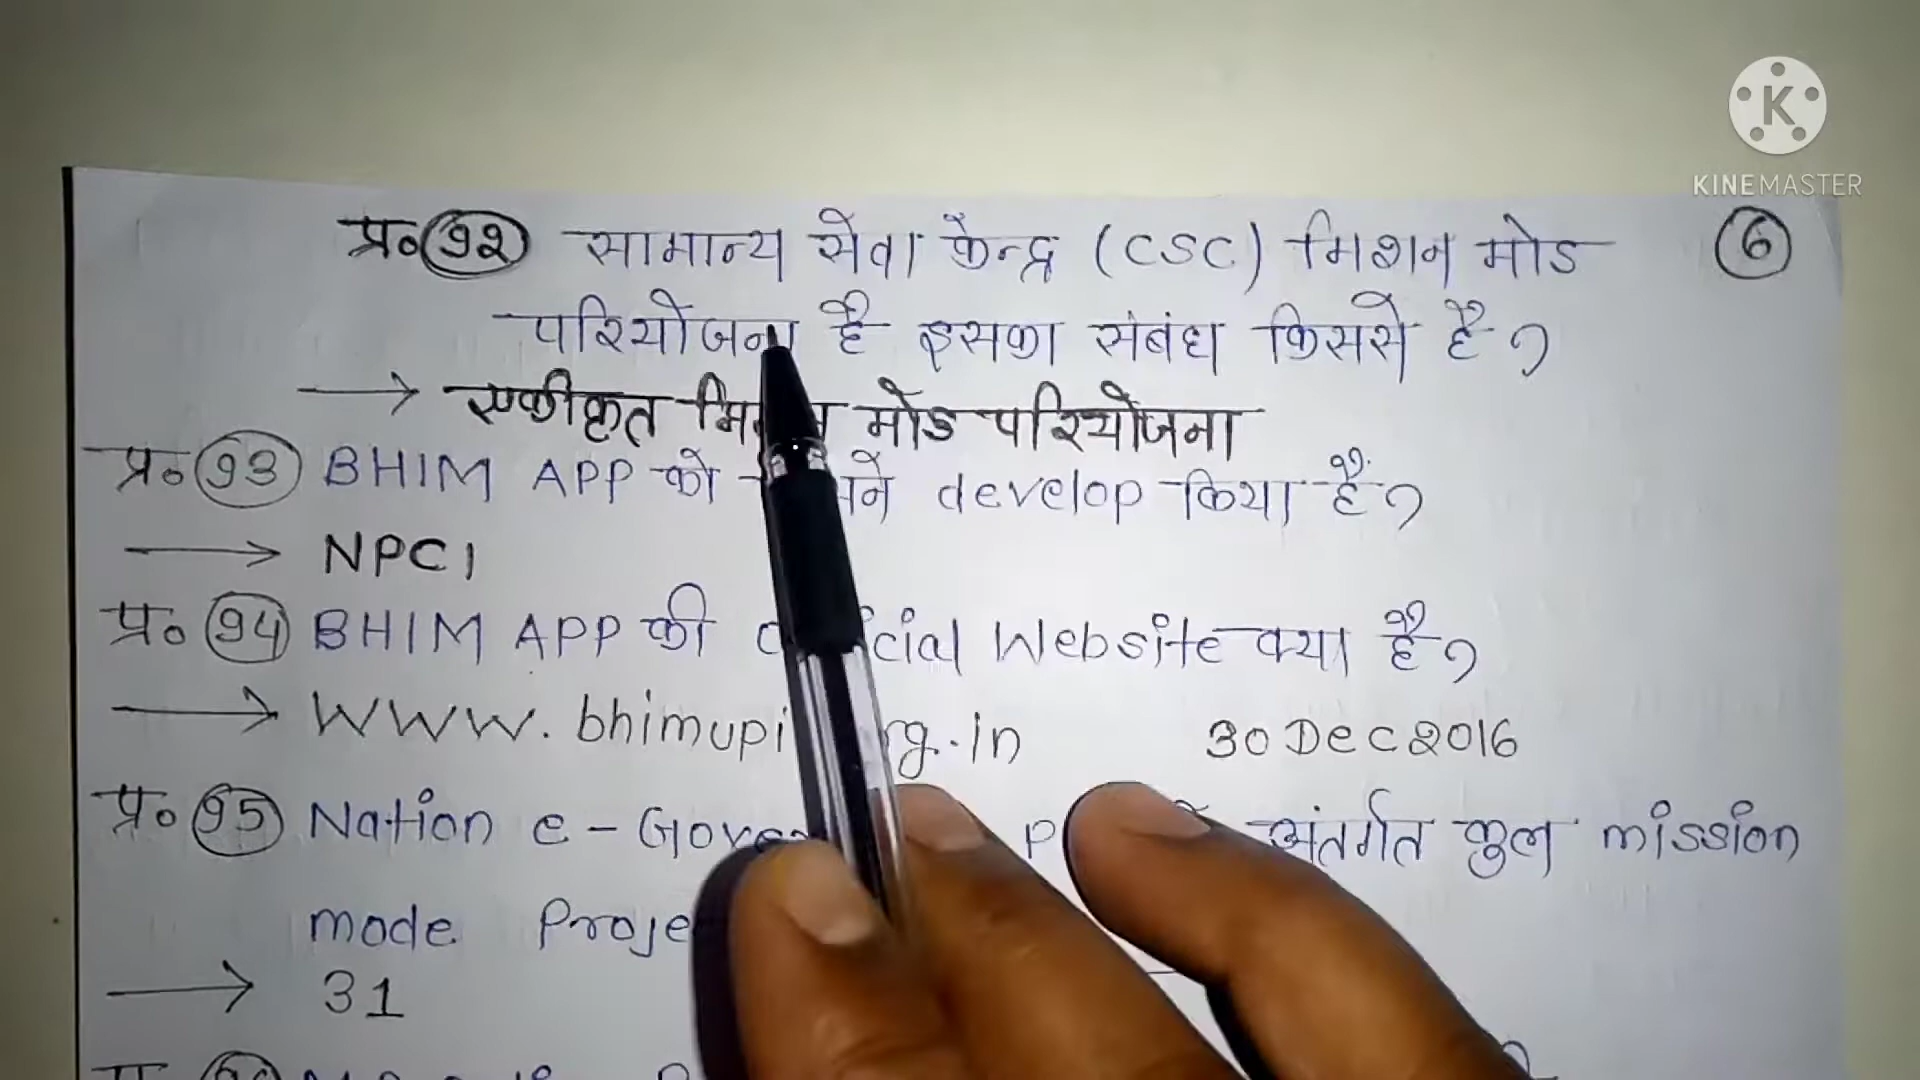 K
KINEMASTER
प्र० 92 सामान्य सेवा केन्द्र (CSC) मिशन मोड
6
परियोजना है इसका संबंध किससे है?
→ एकीकृत मोड परियोजना
प्र० 93 BHIM APP को develop किया है?
→ NPCI
प्र० 94 BHIM APP की Website क्या है?
→ WWW.bhimupi .in 30 Dec 2016
प्र० 95 Nation e- अंतर्गत कुल mission
mode
→ 31